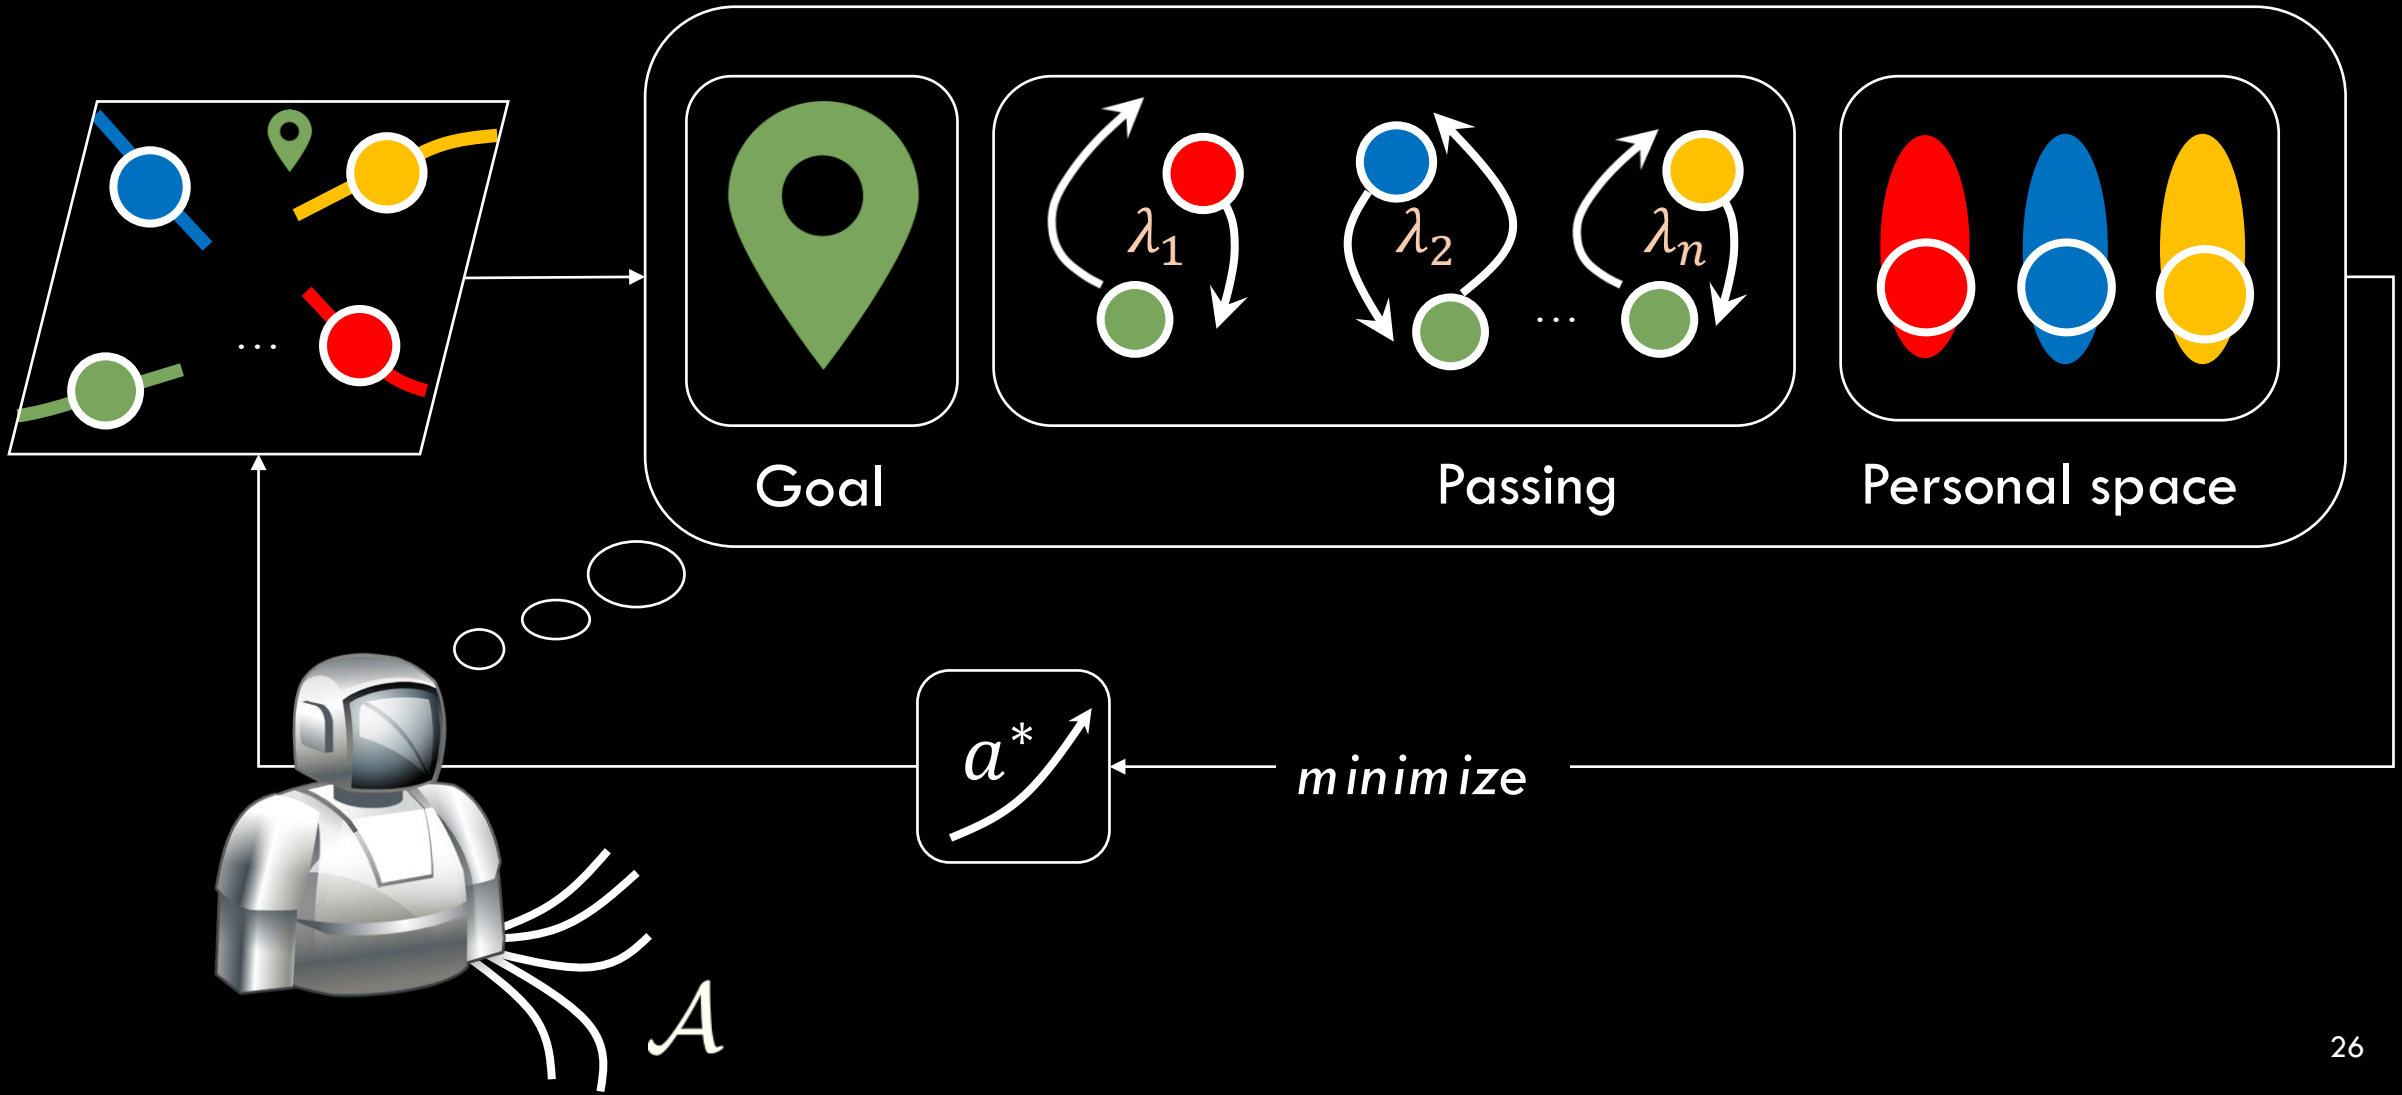 …
λ₁
λ₂
…
λₙ
Goal
Passing
Personal space
a*
minimize
𝒜
26